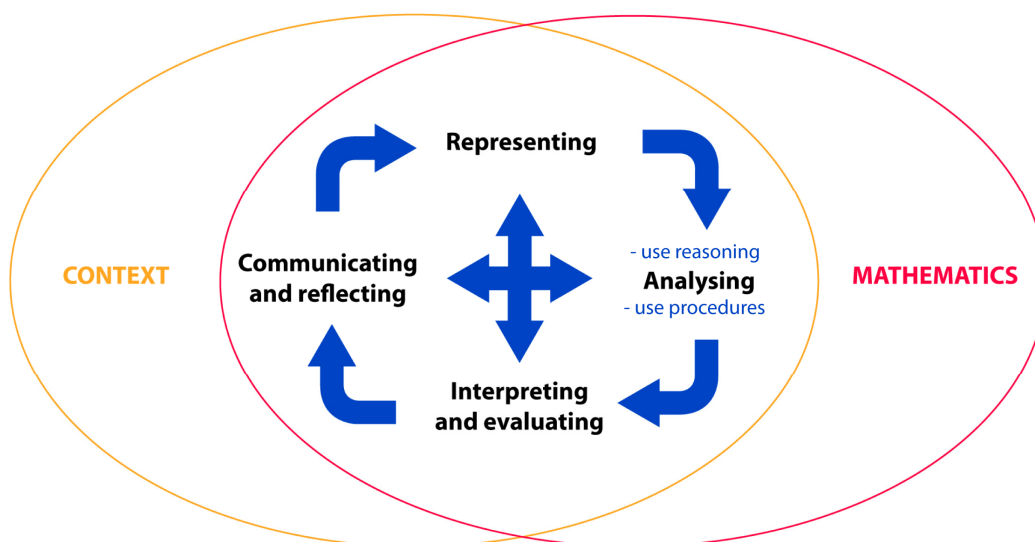 Representing
CONTEXT
Communicating
and reflecting
- use reasoning
Analysing
- use procedures
MATHEMATICS
Interpreting
and evaluating